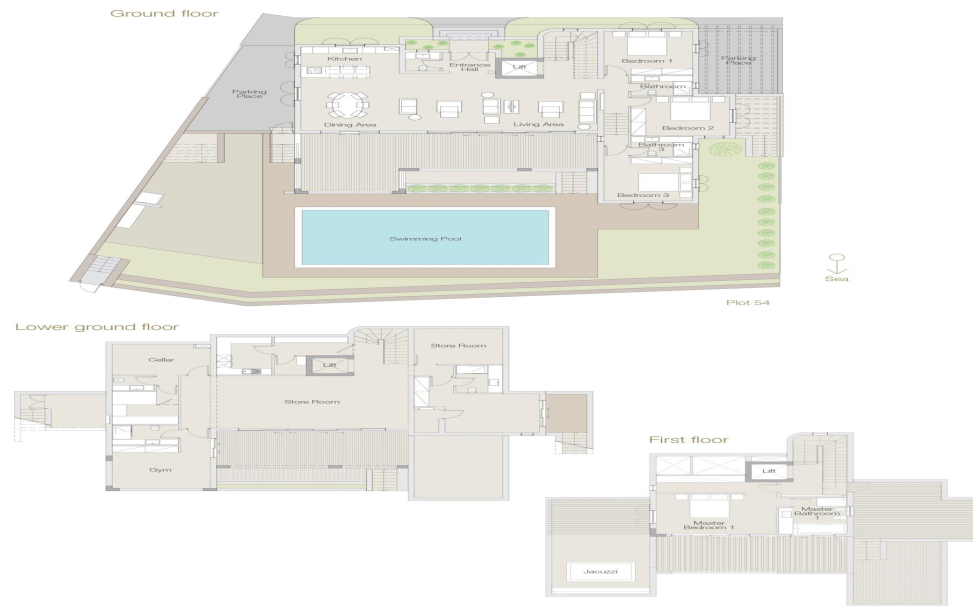 Ground floor
Kitchen
Entrance
Hall
Lift
Bedroom 1
Parking
Place
Bathroom
Parking
Place
Dining Area
Living Area
Bedroom 2
Bathroom
3
Bedroom 3
Swimming Pool
Sea
Plot 54
Lower ground floor
Cellar
Lift
Store Room
Store Room
Gym
First floor
Lift
Master
Bedroom 1
Master
Bathroom
1
Jacuzzi